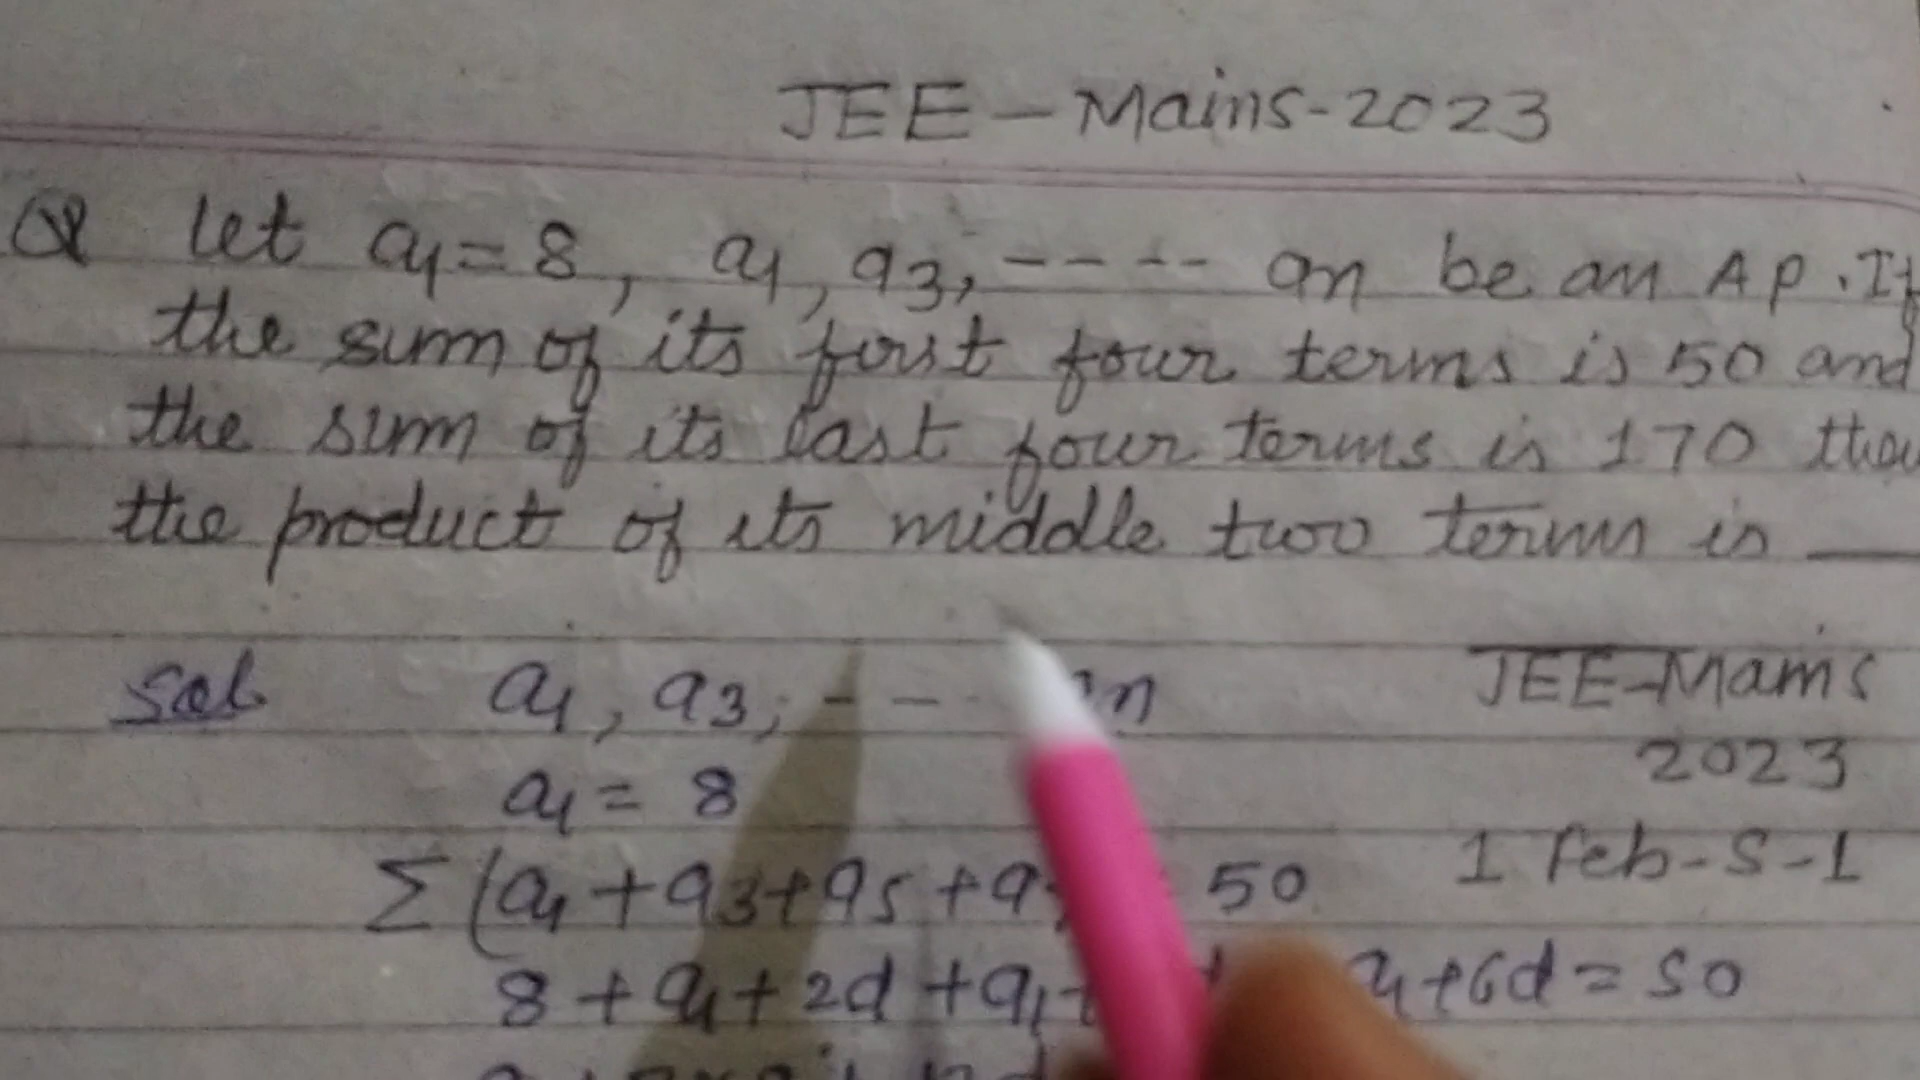 JEE - Mains - 2023
Q let a1 = 8, a1, a3, ---- an be an AP. If
the sum of its first four terms is 50 and
the sum of its last four terms is 170 then
the product of its middle two terms is __
Sol a1, a3, - - n
JEE-Mains
2023
a1 = 8
1 Feb-S-1
Σ(a1 + a3 + a5 + a 50
8 + a1 + 2d + a1 + a1 + 6d = 50